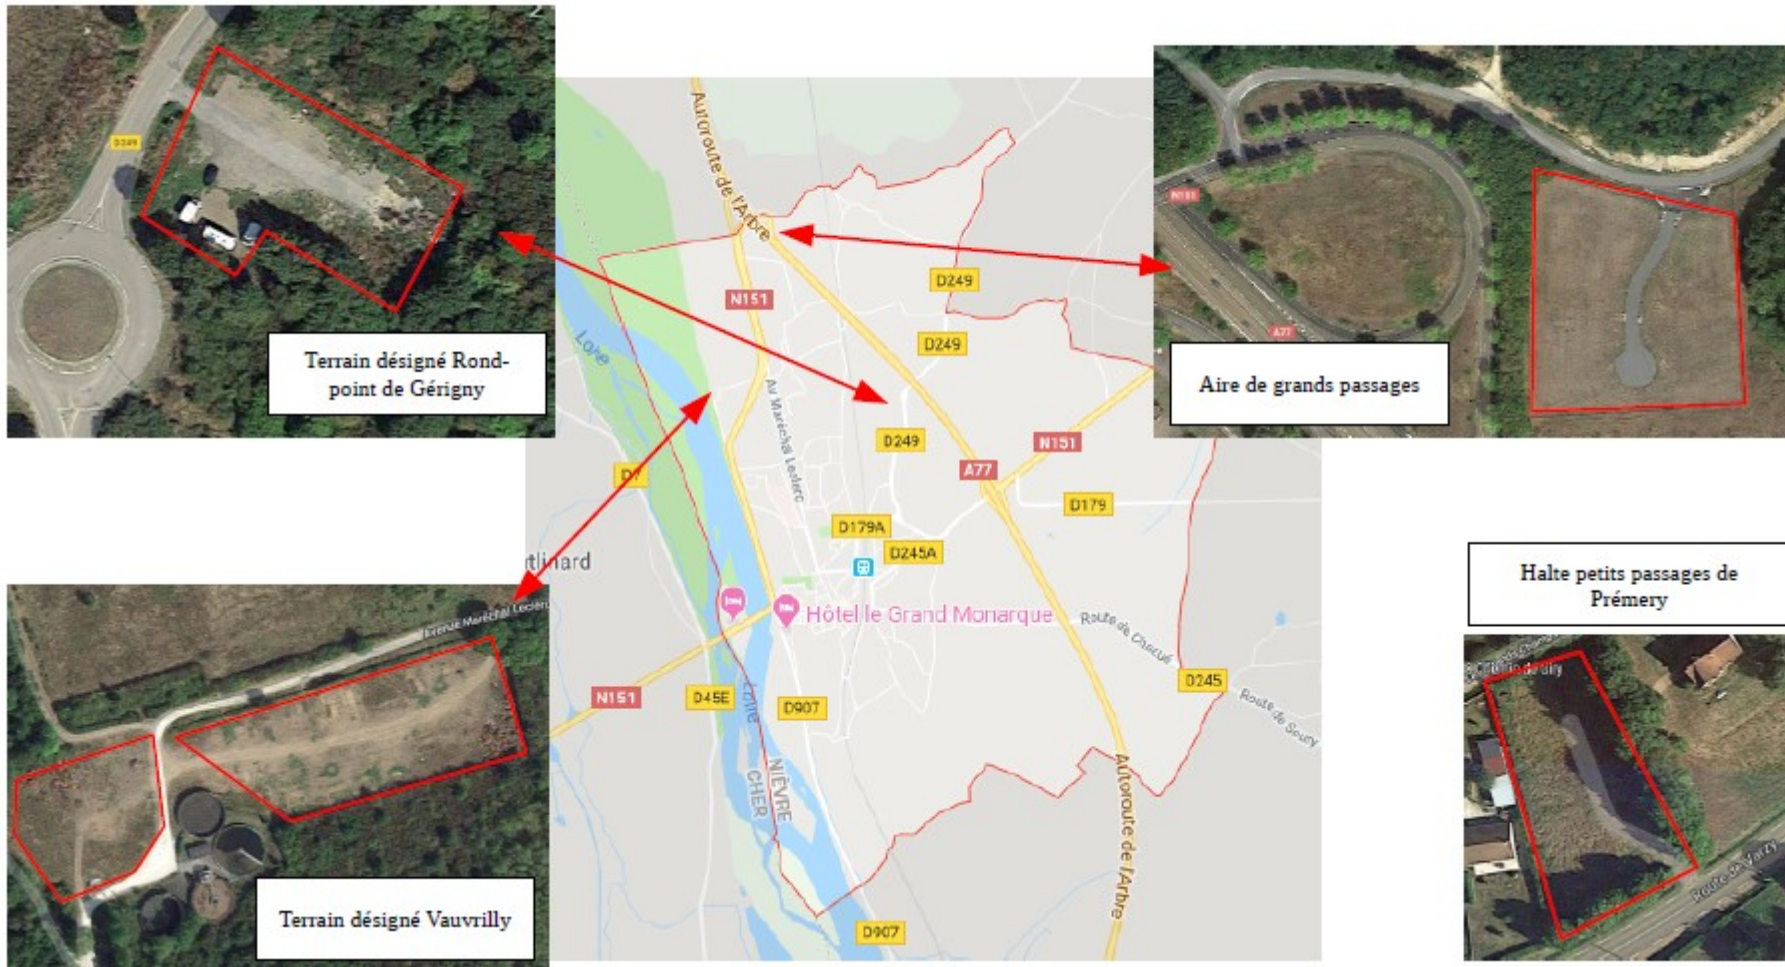 D249
Terrain désigné Rond-
point de Gérigny
Autoroute de l'Arbre
N151
A77
Aire de grands passages
D249
D249
N151
Av Maréchal Leclerc
D249
N151
A77
D7
D179
D179A
D245A
Hôtel le Grand Monarque
Route de Chaulgnes
D245
N151
D45E
Loire
D907
NIÈVRE
CHER
Autoroute de l'Arbre
D907
Loire
Avenue Maréchal Leclerc
Terrain désigné Vauvrilly
Halte petits passages de
Prémery
Route de Varzy